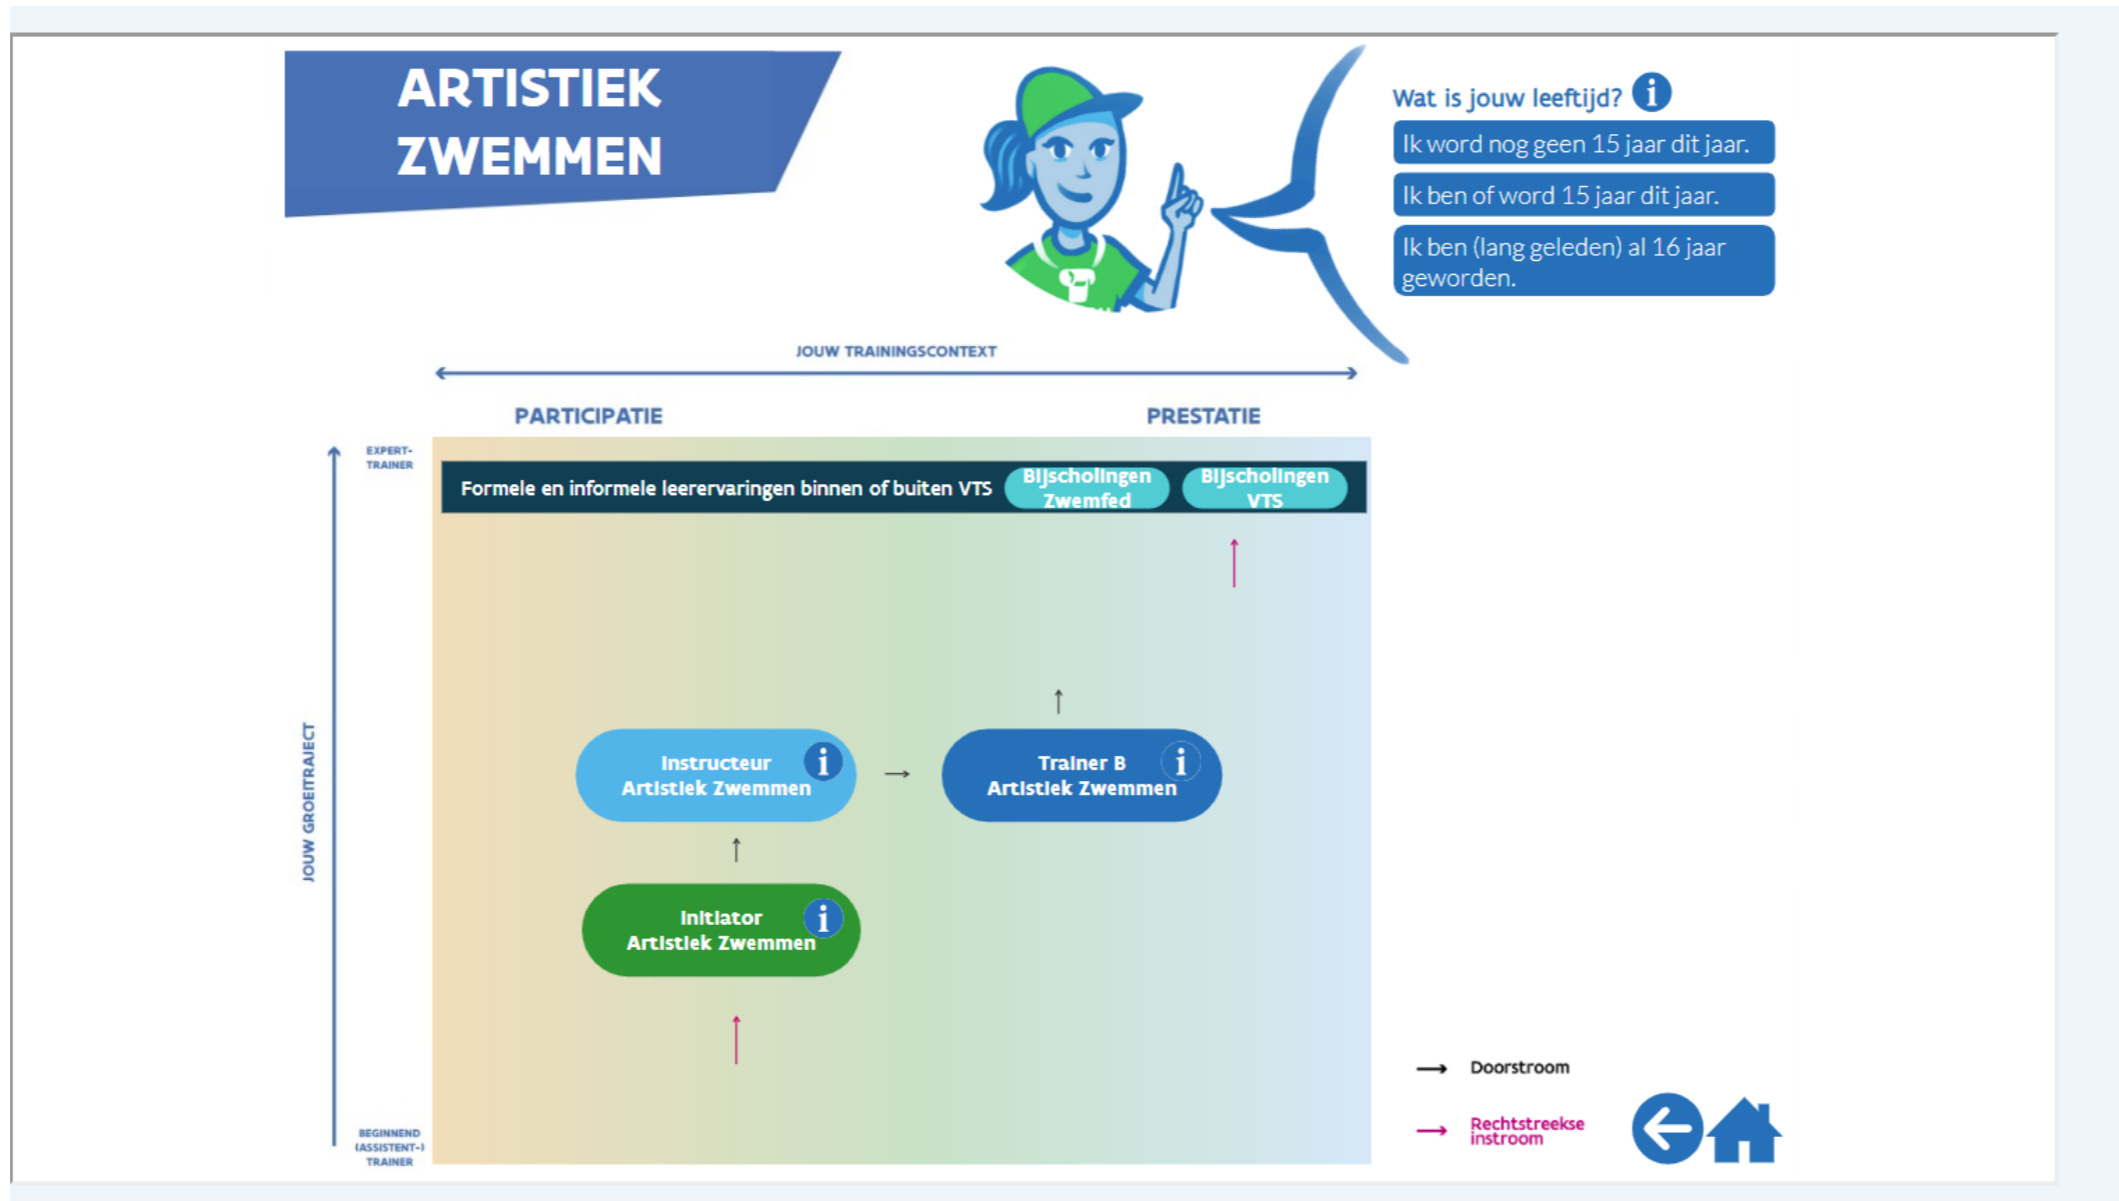 ARTISTIEK
ZWEMMEN
Wat is jouw leeftijd? i
Ik word nog geen 15 jaar dit jaar.
Ik ben of word 15 jaar dit jaar.
Ik ben (lang geleden) al 16 jaar
geworden.
JOUW TRAININGSCONTEXT
PARTICIPATIE
PRESTATIE
EXPERT-
TRAINER
Formele en informele leerervaringen binnen of buiten VTS
Bijscholingen
Zwemfed
Bijscholingen
VTS
JOUW GROEITRAJECT
Instructeur
Artistiek Zwemmen
i
Trainer B
Artistiek Zwemmen
i
Initiator
Artistiek Zwemmen
i
BEGINNEND
(ASSISTENT-)
TRAINER
Doorstroom
Rechtstreekse
instroom